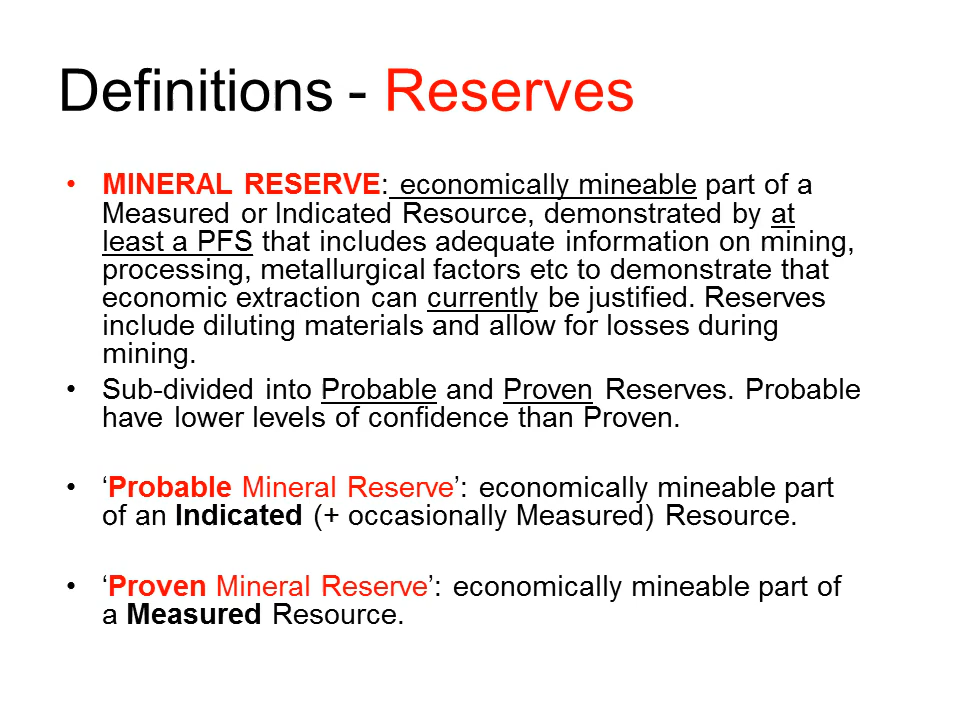 Definitions - Reserves
• MINERAL RESERVE: economically mineable part of a
Measured or Indicated Resource, demonstrated by at
least a PFS that includes adequate information on mining,
processing, metallurgical factors etc to demonstrate that
economic extraction can currently be justified. Reserves
include diluting materials and allow for losses during
mining.
• Sub-divided into Probable and Proven Reserves. Probable
have lower levels of confidence than Proven.
• ‘Probable Mineral Reserve’: economically mineable part
of an Indicated (+ occasionally Measured) Resource.
• ‘Proven Mineral Reserve’: economically mineable part of
a Measured Resource.